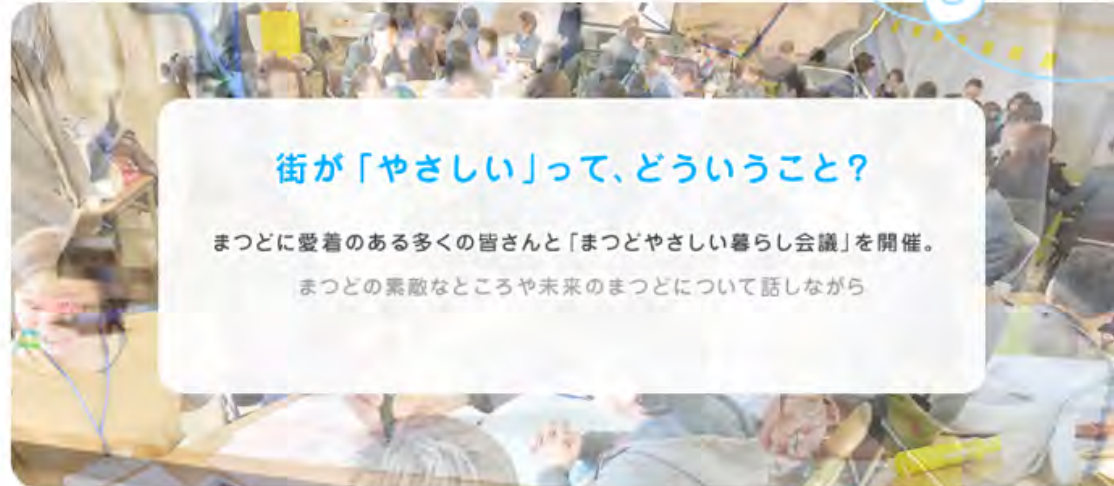 街が「やさしい」って、どういうこと？
まつどに愛着のある多くの皆さんと「まつどやさしい暮らし会議」を開催。
まつどの素敵なところや未来のまつどについて話しながら